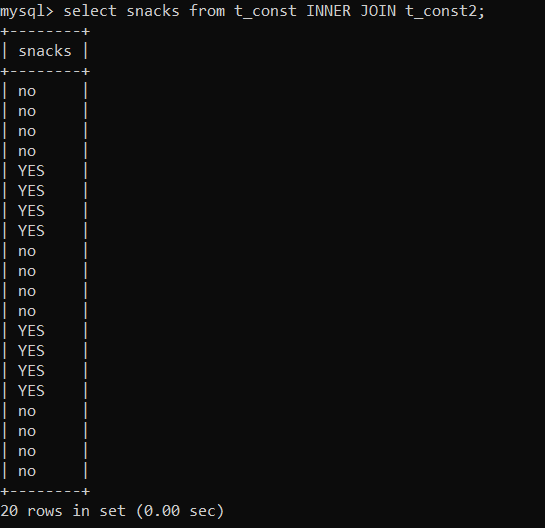 mysql> select snacks from t_const INNER JOIN t_const2;
+--------+
| snacks |
+--------+
| no     |
| no     |
| no     |
| no     |
| YES    |
| YES    |
| YES    |
| YES    |
| no     |
| no     |
| no     |
| no     |
| YES    |
| YES    |
| YES    |
| YES    |
| no     |
| no     |
| no     |
| no     |
+--------+
20 rows in set (0.00 sec)